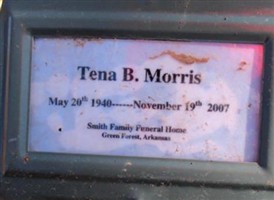 Tena B. Morris
May 20th 1940------November 19th 2007
Smith Family Funeral Home
Green Forest, Arkansas